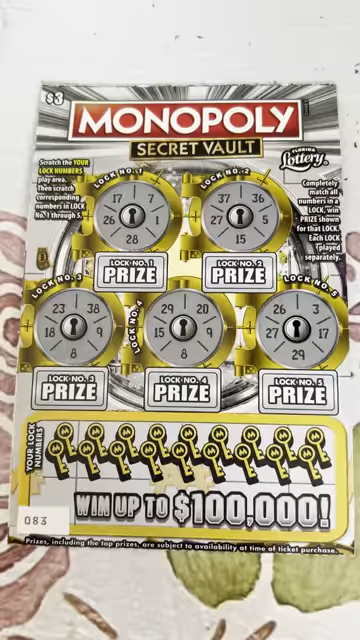 $3
MONOPOLY
SECRET VAULT
FLORIDA
Lottery
Scratch the YOUR
LOCK NUMBERS
play area.
Then scratch
corresponding
numbers in LOCK
No. 1 through 5.
Completely
match all
numbers in a
LOCK, win
PRIZE shown
for that LOCK.
Each LOCK
played
separately.
LOCK NO. 1
17 7
26 1
28
LOCK NO. 1
PRIZE
LOCK NO. 2
37 36
27 5
15
LOCK NO. 2
PRIZE
LOCK NO. 3
23 38
18 9
8
LOCK NO. 3
PRIZE
LOCK NO. 4
29 20
15 9
8
LOCK NO. 4
PRIZE
LOCK NO. 5
26 3
27 17
29
LOCK NO. 5
PRIZE
YOUR LOCK
NUMBERS
WIN UP TO $100,000!
083
Prizes, including the top prizes, are subject to availability at time of ticket purchase.